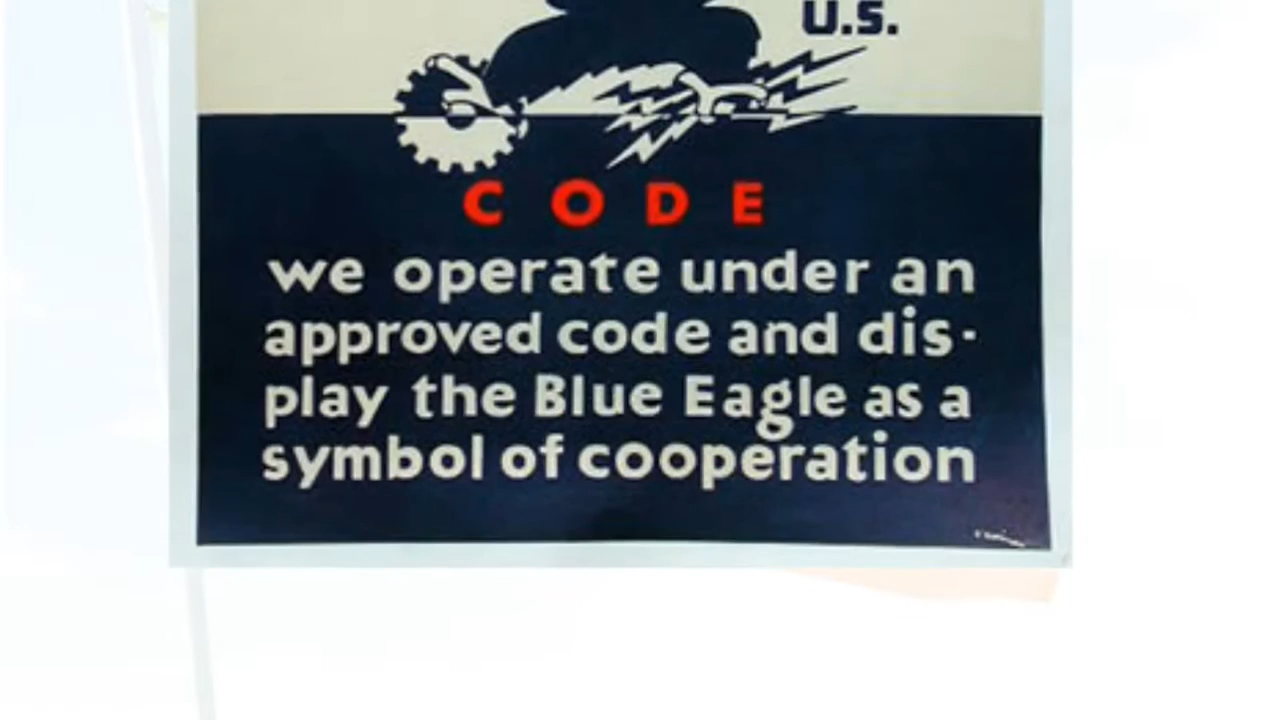 U.S.
CODE
we operate under an
approved code and dis-
play the Blue Eagle as a
symbol of cooperation